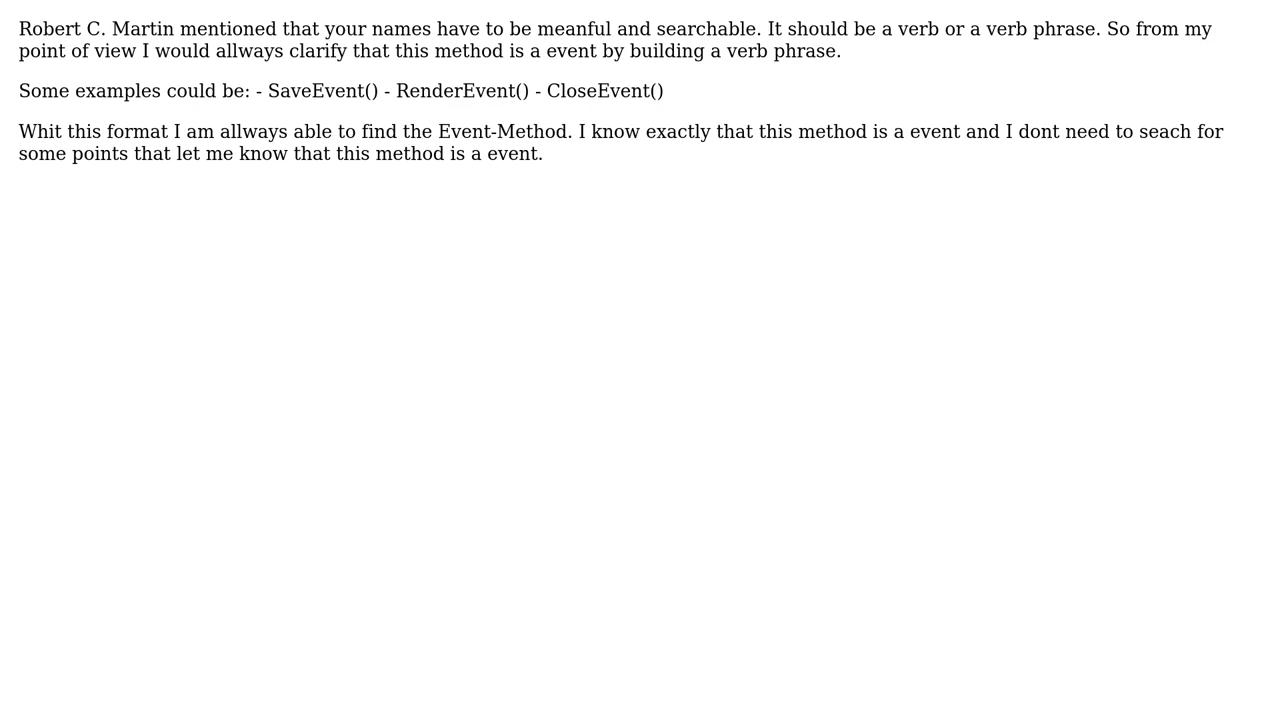 Robert C. Martin mentioned that your names have to be meanful and searchable. It should be a verb or a verb phrase. So from my
point of view I would allways clarify that this method is a event by building a verb phrase.
Some examples could be: - SaveEvent() - RenderEvent() - CloseEvent()
Whit this format I am allways able to find the Event-Method. I know exactly that this method is a event and I dont need to seach for
some points that let me know that this method is a event.